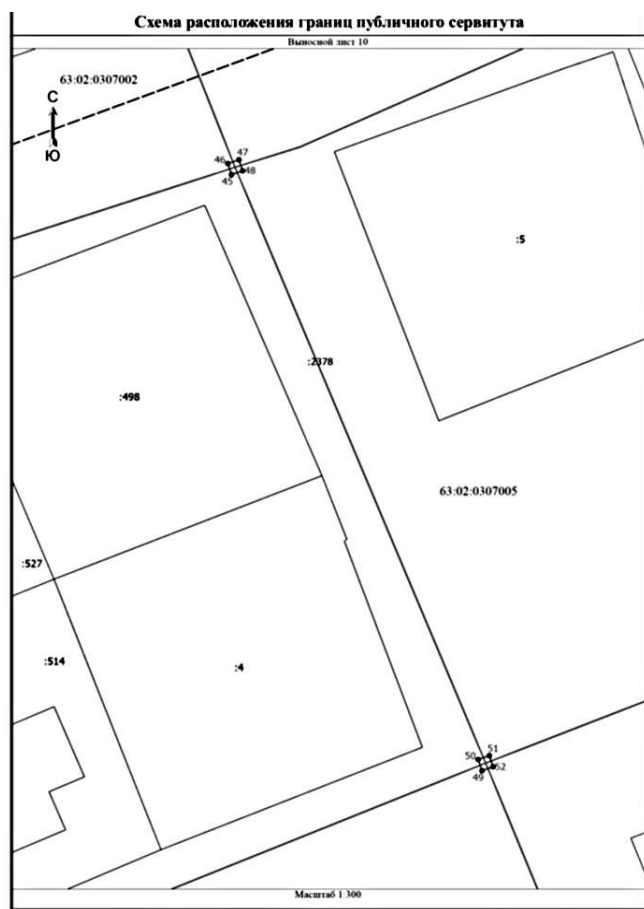 Схема расположения границ публичного сервитута
Выносной лист 10
63:02:0307002
С
Ю
46 47
45 48
:5
:2378
:498
63:02:0307005
:527
:514
:4
50 51
49 52
Масштаб 1:300